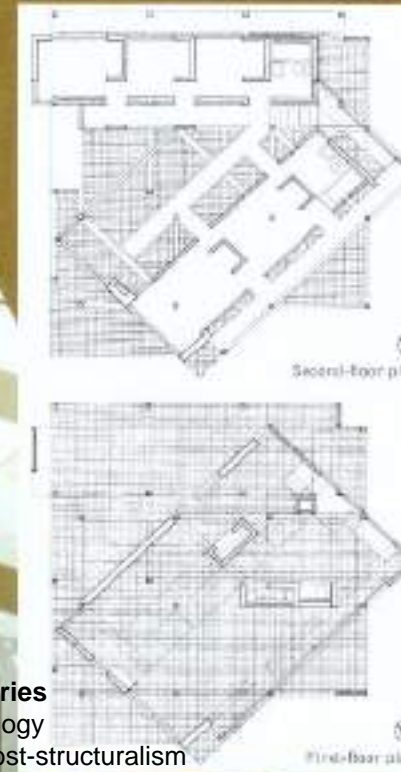 Second-floor pl
ries
ogy
ost-structuralism
First-floor pl